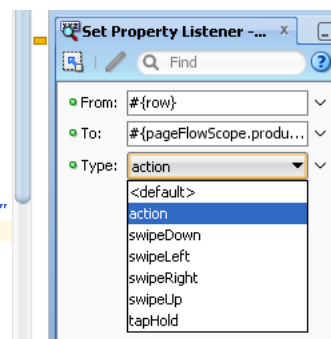 Set Property Listener -... x
Find
From: #{row}
To: #{pageFlowScope.produ...
Type: action
<default>
action
swipeDown
swipeLeft
swipeRight
swipeUp
tapHold